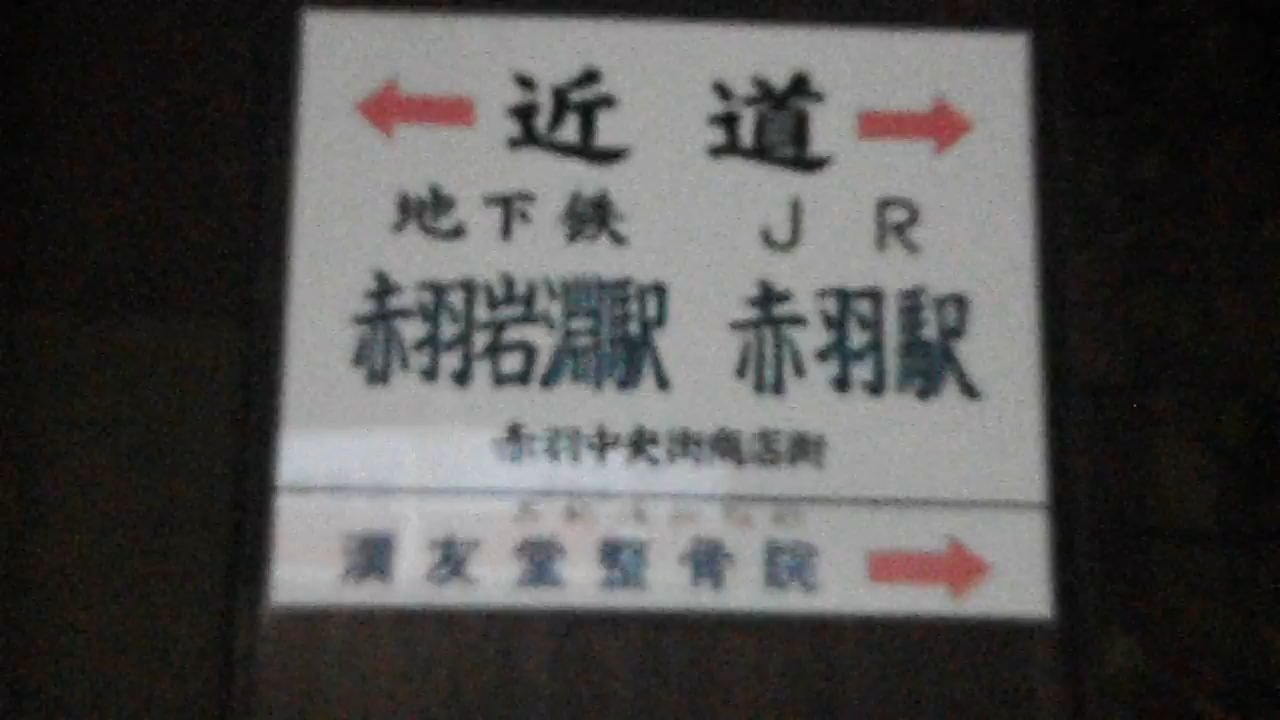 ← 近道 →
地下鉄 JR
赤羽岩淵駅 赤羽駅
赤羽中央街商店街
漢友堂整骨院 →